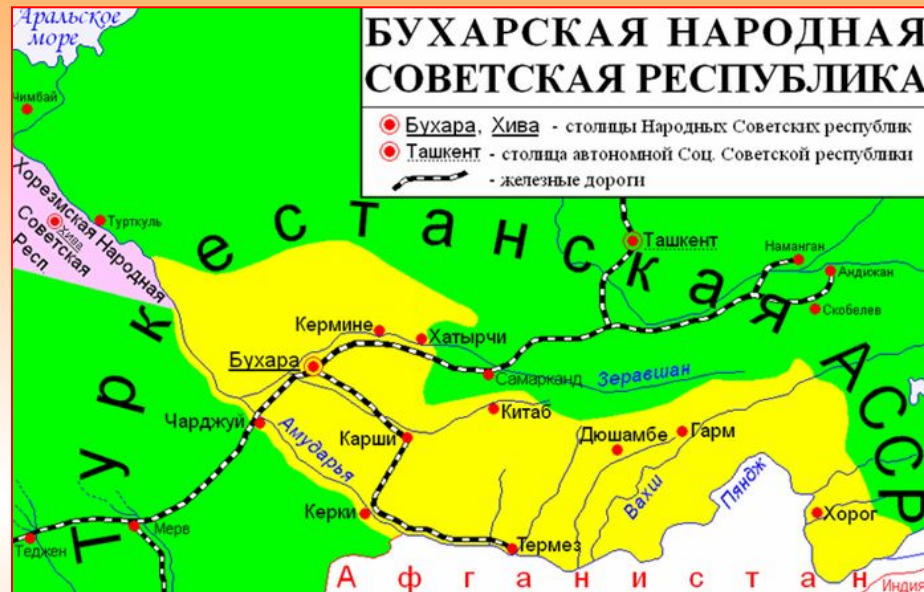 БУХАРСКАЯ НАРОДНАЯ
СОВЕТСКАЯ РЕСПУБЛИКА
Бухара, Хива - столицы Народных Советских республик
Ташкент - столица автономной Соц. Советской республики
- железные дороги
Аральское
море
Чимбай
Хорезмская Народная
Советская
Респ.
Хива
Турткуль
Туркестанская АССР
Ташкент
Наманган
Андижан
Скобелев
Кермине
Хатырчи
Бухара
Самарканд
Зеравшан
Китаб
Чарджуй
Амударья
Карши
Дюшамбе
Гарм
Вахш
Пяндж
Керки
Хорог
Мерв
Теджен
Термез
Афганистан
Индия